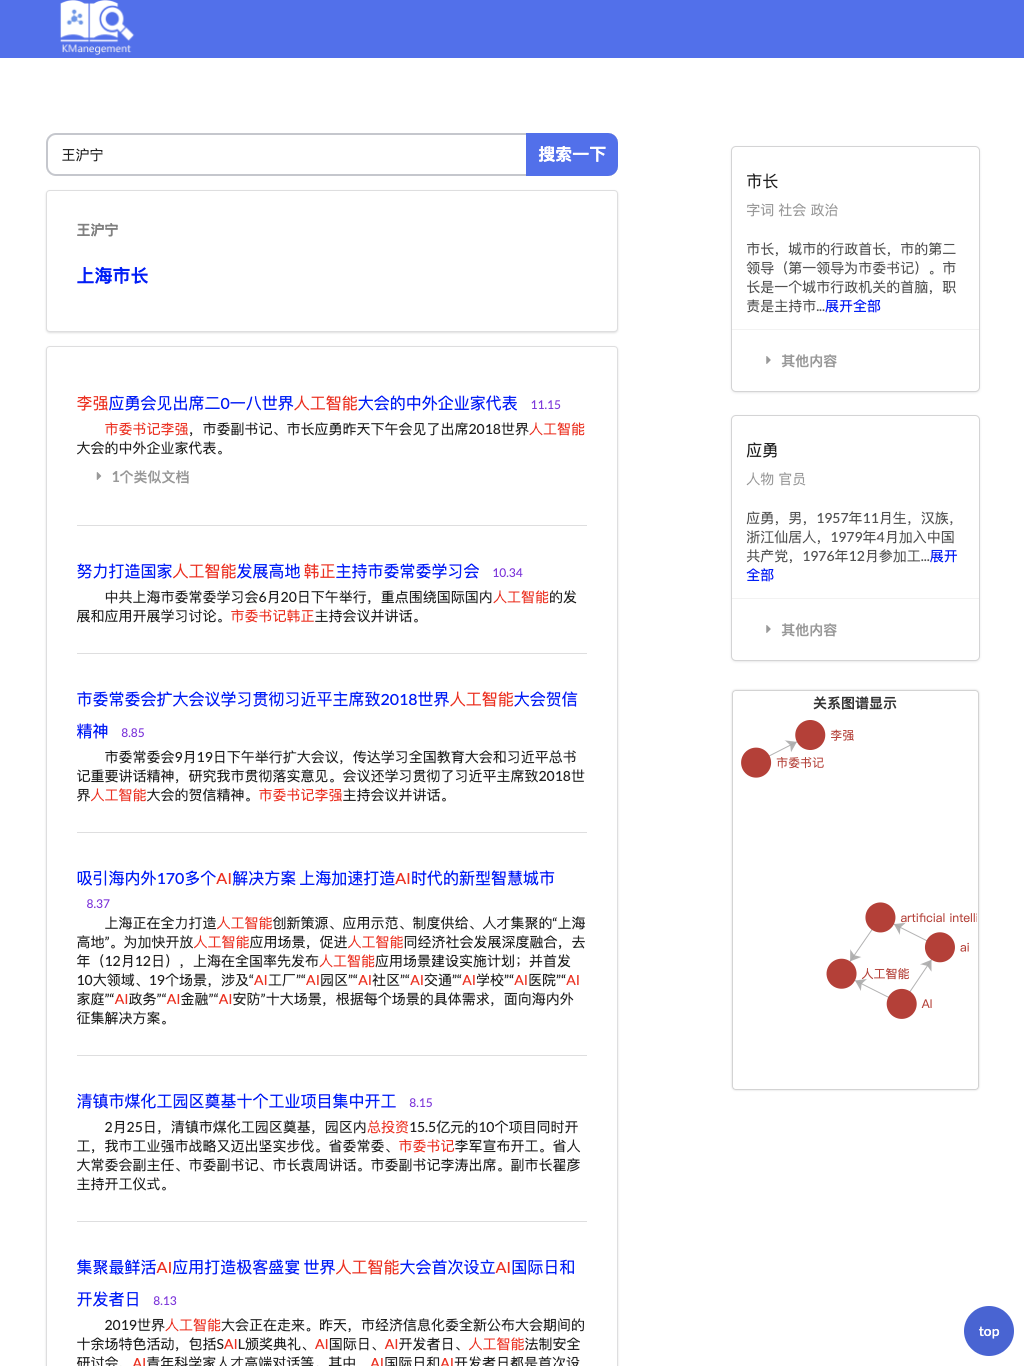 KManegement
王沪宁
搜索一下
王沪宁
上海市长
李强应勇会见出席二0一八世界人工智能大会的中外企业家代表 11.15
市委书记李强，市委副书记、市长应勇昨天下午会见了出席2018世界人工智能
大会的中外企业家代表。
1个类似文档
努力打造国家人工智能发展高地 韩正主持市委常委学习会 10.34
中共上海市委常委学习会6月20日下午举行，重点围绕国际国内人工智能的发
展和应用开展学习讨论。市委书记韩正主持会议并讲话。
市委常委会扩大会议学习贯彻习近平主席致2018世界人工智能大会贺信
精神 8.85
市委常委会9月19日下午举行扩大会议，传达学习全国教育大会和习近平总书
记重要讲话精神，研究我市贯彻落实意见。会议还学习贯彻了习近平主席致2018世
界人工智能大会的贺信精神。市委书记李强主持会议并讲话。
吸引海内外170多个AI解决方案 上海加速打造AI时代的新型智慧城市
8.37
上海正在全力打造人工智能创新策源、应用示范、制度供给、人才集聚的“上海
高地”。为加快开放人工智能应用场景，促进人工智能同经济社会发展深度融合，去
年（12月12日），上海在全国率先发布人工智能应用场景建设实施计划；并首发
10大领域、19个场景，涉及“AI工厂”“AI园区”“AI社区”“AI交通”“AI学校”“AI医院”“AI
家庭”“AI政务”“AI金融”“AI安防”十大场景，根据每个场景的具体需求，面向海内外
征集解决方案。
清镇市煤化工园区奠基十个工业项目集中开工 8.15
2月25日，清镇市煤化工园区奠基，园区内总投资15.5亿元的10个项目同时开
工，我市工业强市战略又迈出坚实步伐。省委常委、市委书记李军宣布开工。省人
大常委会副主任、市委副书记、市长袁周讲话。市委副书记李涛出席。副市长翟彦
主持开工仪式。
集聚最鲜活AI应用打造极客盛宴 世界人工智能大会首次设立AI国际日和
开发者日 8.13
2019世界人工智能大会正在走来。昨天，市经济信息化委全新公布大会期间的
十余场特色活动，包括SAIL颁奖典礼、AI国际日、AI开发者日、人工智能法制安全
研讨会、AI青年科学家人才高端对话等，其中，AI国际日和AI开发者日都是首次设
市长
字词 社会 政治
市长，城市的行政首长，市的第二
领导（第一领导为市委书记）。市
长是一个城市行政机关的首脑，职
责是主持市...展开全部
其他内容
应勇
人物 官员
应勇，男，1957年11月生，汉族，
浙江仙居人，1979年4月加入中国
共产党，1976年12月参加工...展开
全部
其他内容
关系图谱显示
李强
市委书记
artificial intelli
ai
人工智能
AI
top